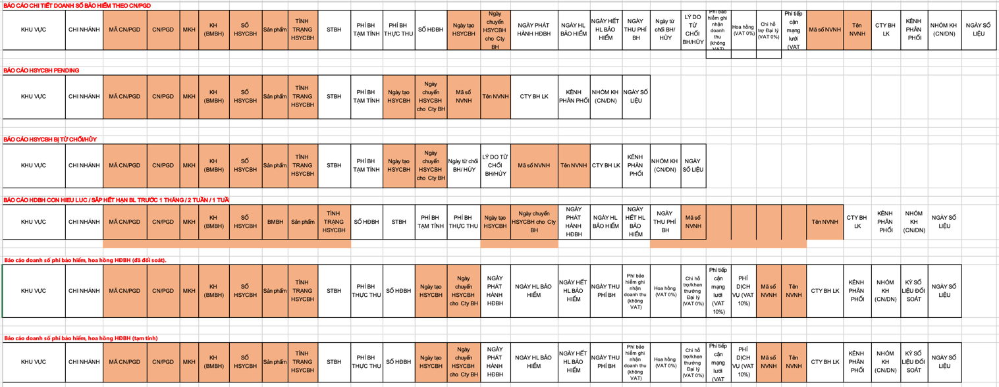 BÁO CÁO CHI TIẾT DOANH SỐ BẢO HIỂM THEO CN/PGD
KHU VỰC CHI NHÁNH MÃ CN/PGD CN/PGD MKH KH (BMBH) SỐ HSYCBH Sản phẩm TÌNH TRẠNG HSYCBH STBH PHÍ BH TẠM TÍNH PHÍ BH THỰC THU SỐ HĐBH Ngày tạo HSYCBH Ngày chuyển HSYCBH cho Cty BH NGÀY PHÁT HÀNH HĐBH NGÀY HL BẢO HIỂM NGÀY HẾT HL BẢO HIỂM NGÀY THU PHÍ BH Ngày từ chối BH/ HỦY LÝ DO TỪ CHỐI BH/HỦY Phí bảo hiểm ghi nhận doanh thu (không VAT) Hoa hồng (VAT 0%) Chi hỗ trợ Đại lý (VAT 0%) Phí tiếp cận mạng lưới (VAT Mã số NVNH Tên NVNH CTY BH LK KÊNH PHÂN PHỐI NHÓM KH (CN/DN) NGÀY SỐ LIỆU
BÁO CÁO HSYCBH PENDING
KHU VỰC CHI NHÁNH MÃ CN/PGD CN/PGD MKH KH (BMBH) SỐ HSYCBH Sản phẩm TÌNH TRẠNG HSYCBH STBH PHÍ BH TẠM TÍNH Ngày tạo HSYCBH Ngày chuyển HSYCBH cho Cty BH Mã số NVNH Tên NVNH CTY BH LK KÊNH PHÂN PHỐI NHÓM KH (CN/DN) NGÀY SỐ LIỆU
BÁO CÁO HSYCBH BỊ TỪ CHỐI/HỦY
KHU VỰC CHI NHÁNH MÃ CN/PGD CN/PGD MKH KH (BMBH) SỐ HSYCBH Sản phẩm TÌNH TRẠNG HSYCBH STBH PHÍ BH TẠM TÍNH Ngày tạo HSYCBH Ngày chuyển HSYCBH cho Cty BH Ngày từ chối BH/ HỦY LÝ DO TỪ CHỐI BH/HỦY Mã số NVNH Tên NVNH CTY BH LK KÊNH PHÂN PHỐI NHÓM KH (CN/DN) NGÀY SỐ LIỆU
BÁO CÁO HDBH CON HIEU LUC / SẮP HẾT HẠN BL TRƯỚC 1 THÁNG / 2 TUẦN / 1 TUẦ
KHU VỰC CHI NHÁNH MÃ CN/PGD CN/PGD MKH KH (BMBH) SỐ HSYCBH BMBH Sản phẩm TÌNH TRẠNG HSYCBH SỐ HĐBH STBH PHÍ BH TẠM TÍNH PHÍ BH THỰC THU Ngày tạo HSYCBH Ngày chuyển HSYCBH cho Cty BH NGÀY PHÁT HÀNH HĐBH NGÀY HL BẢO HIỂM NGÀY HẾT HL BẢO HIỂM NGÀY THU PHÍ BH Mã số NVNH Tên NVNH CTY BH LK KÊNH PHÂN PHỐI NHÓM KH (CN/DN) NGÀY SỐ LIỆU
Báo cáo doanh số phí bảo hiểm, hoa hồng HĐBH (đã đối soát).
KHU VỰC CHI NHÁNH MÃ CN/PGD CN/PGD MKH KH (BMBH) SỐ HSYCBH Sản phẩm TÌNH TRẠNG HSYCBH STBH PHÍ BH THỰC THU SỐ HĐBH Ngày tạo HSYCBH Ngày chuyển HSYCBH cho Cty BH NGÀY PHÁT HÀNH HĐBH NGÀY HL BẢO HIỂM NGÀY HẾT HL BẢO HIỂM NGÀY THU PHÍ BH Phí bảo hiểm ghi nhận doanh thu (không VAT) Hoa hồng (VAT 0%) Chi hỗ trợ/khen thưởng Đại lý (VAT 0%) Phí tiếp cận mạng lưới (VAT 10%) PHÍ DỊCH VỤ (VAT 10%) Mã số NVNH Tên NVNH CTY BH LK KÊNH PHÂN PHỐI NHÓM KH (CN/DN) KỲ SỐ LIỆU ĐỐI SOÁT NGÀY SỐ LIỆU
Báo cáo doanh số phí bảo hiểm, hoa hồng HĐBH (tạm tính)
KHU VỰC CHI NHÁNH MÃ CN/PGD CN/PGD MKH KH (BMBH) SỐ HSYCBH Sản phẩm TÌNH TRẠNG HSYCBH STBH PHÍ BH THỰC THU SỐ HĐBH Ngày tạo HSYCBH Ngày chuyển HSYCBH cho Cty BH NGÀY PHÁT HÀNH HĐBH NGÀY HL BẢO HIỂM NGÀY HẾT HL BẢO HIỂM NGÀY THU PHÍ BH Phí bảo hiểm ghi nhận doanh thu (không VAT) Hoa hồng (VAT 0%) Chi hỗ trợ/khen thưởng Đại lý (VAT 0%) Phí tiếp cận mạng lưới (VAT PHÍ DỊCH VỤ (VAT 10%) Mã số NVNH Tên NVNH CTY BH LK KÊNH PHÂN PHỐI NHÓM KH (CN/DN) KỲ SỐ LIỆU ĐỐI SOÁT NGÀY SỐ LIỆU